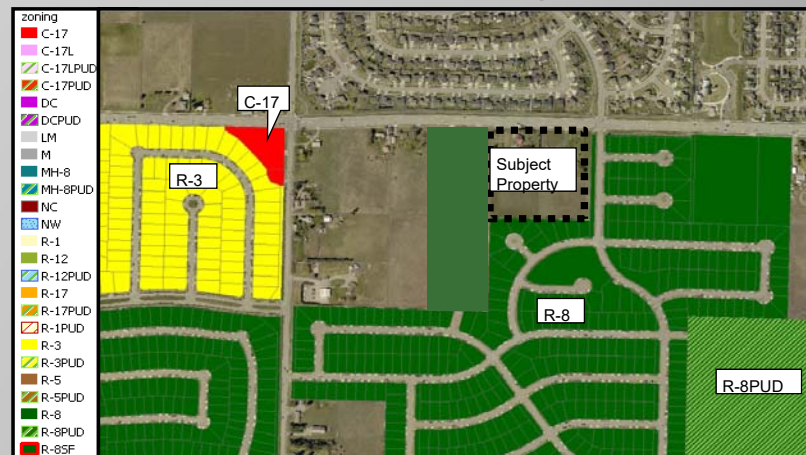 zoning
C-17
C-17L
C-17LPUD
C-17PUD
DC
DCPUD
LM
M
MH-8
MH-8PUD
NC
NW
R-1
R-12
R-12PUD
R-17
R-17PUD
R-1PUD
R-3
R-3PUD
R-5
R-5PUD
R-8
R-8PUD
R-8SF
C-17
R-3
Subject
Property
R-8
R-8PUD